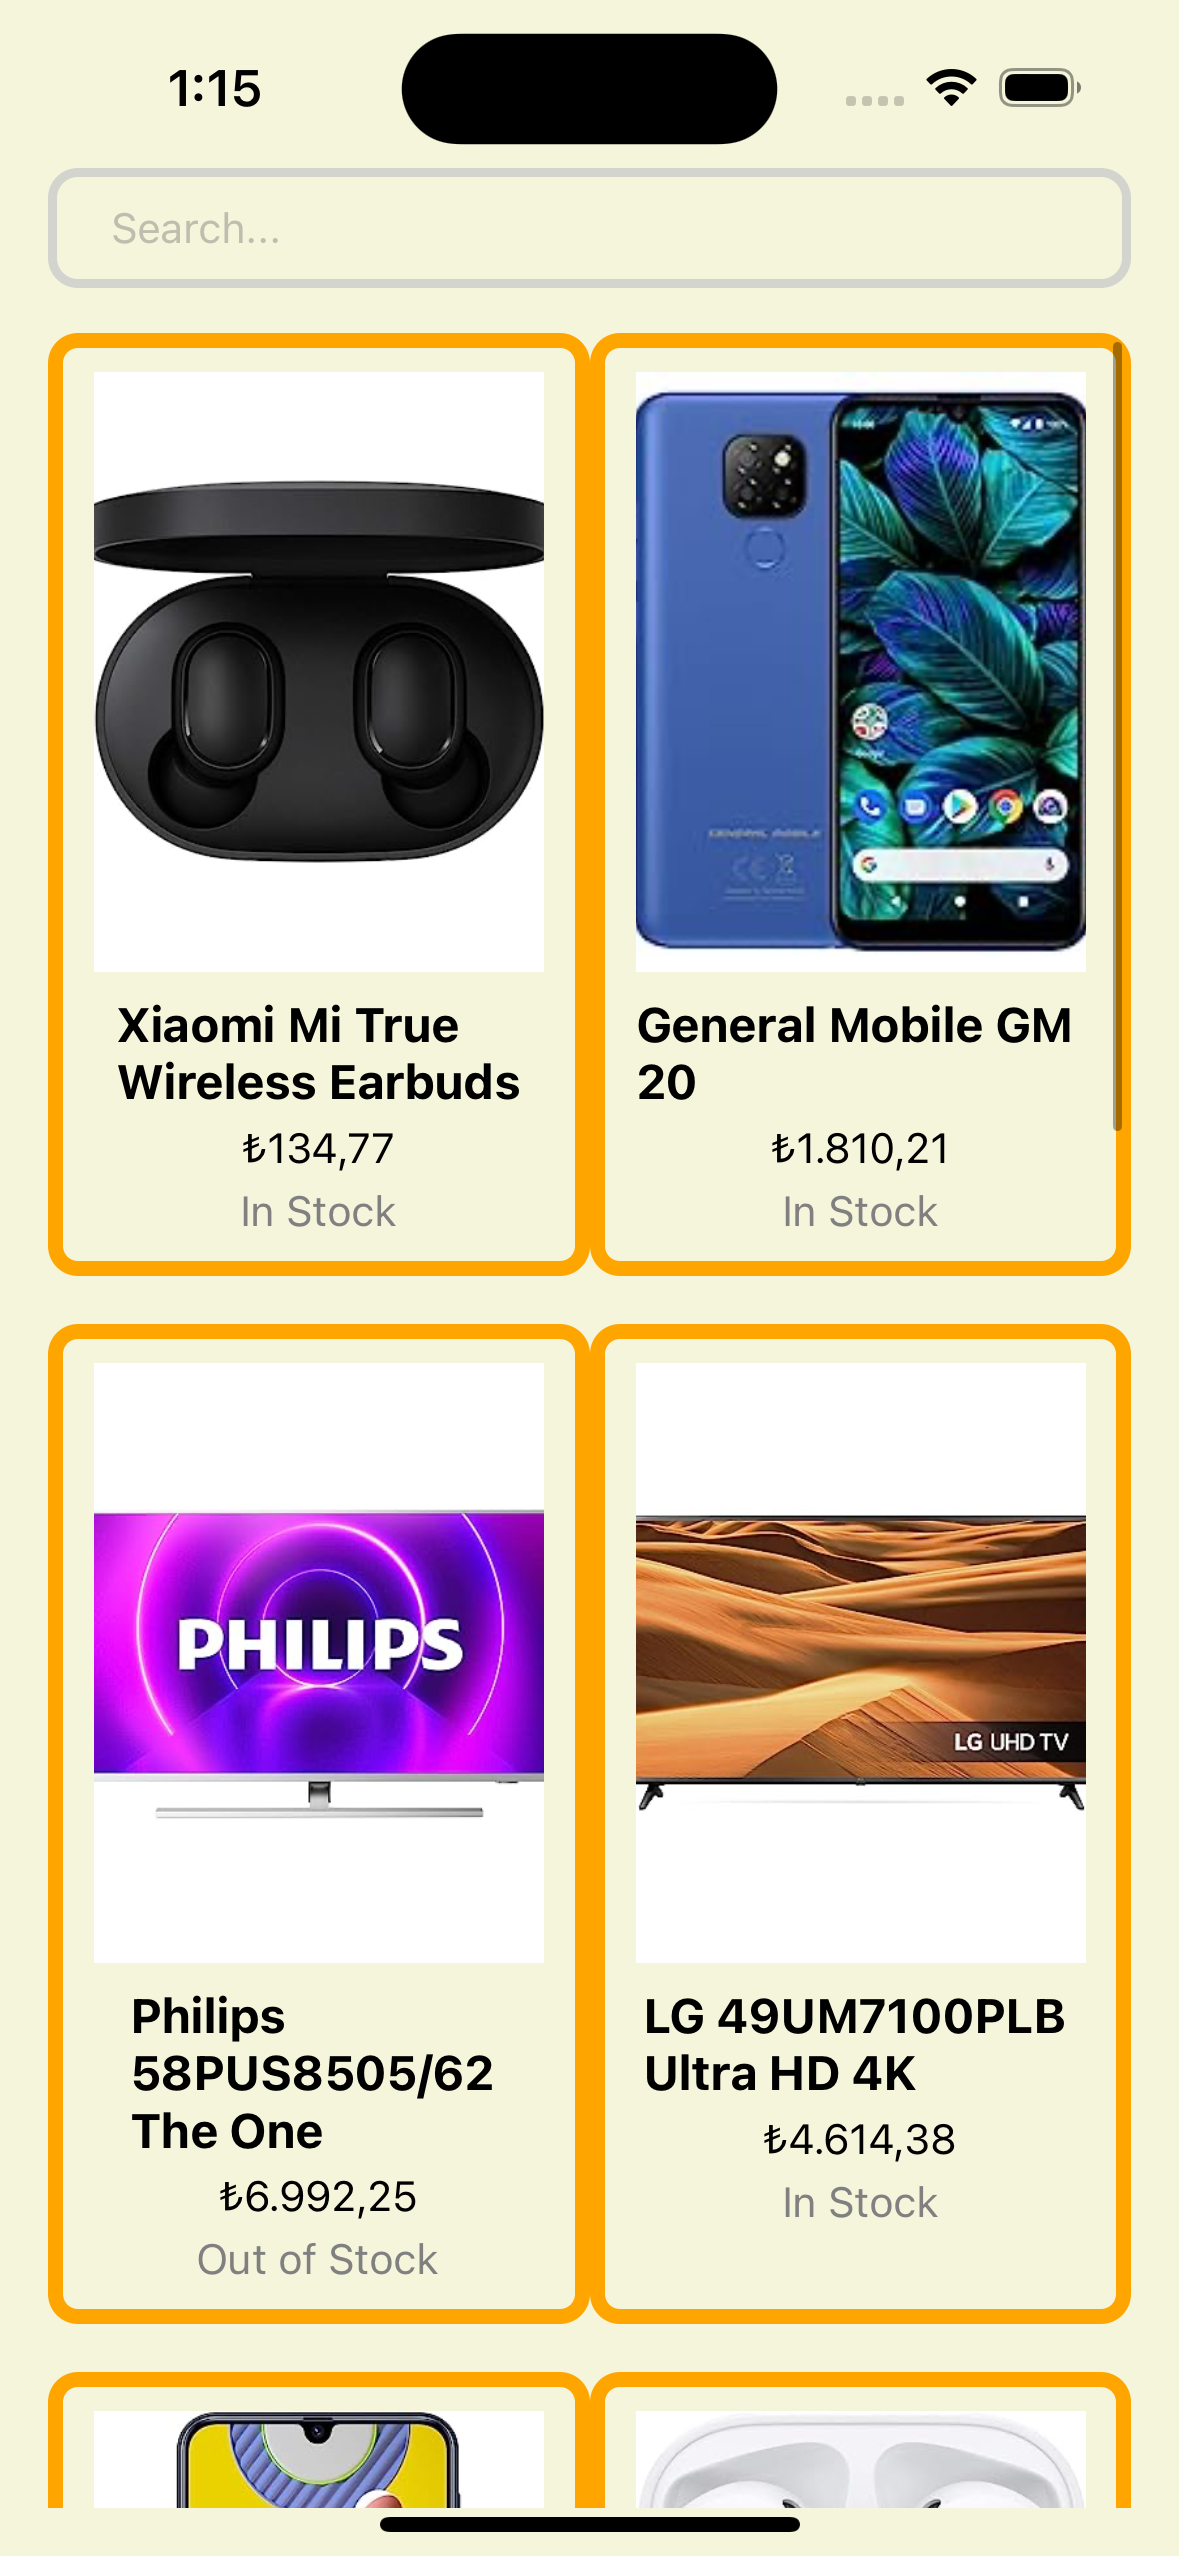 1:15
Search...
Xiaomi Mi True
Wireless Earbuds
₺134,77
In Stock
GENERAL MOBILE
General Mobile GM
20
₺1.810,21
In Stock
PHILIPS
Philips
58PUS8505/62
The One
₺6.992,25
Out of Stock
LG UHD TV
LG 49UM7100PLB
Ultra HD 4K
₺4.614,38
In Stock